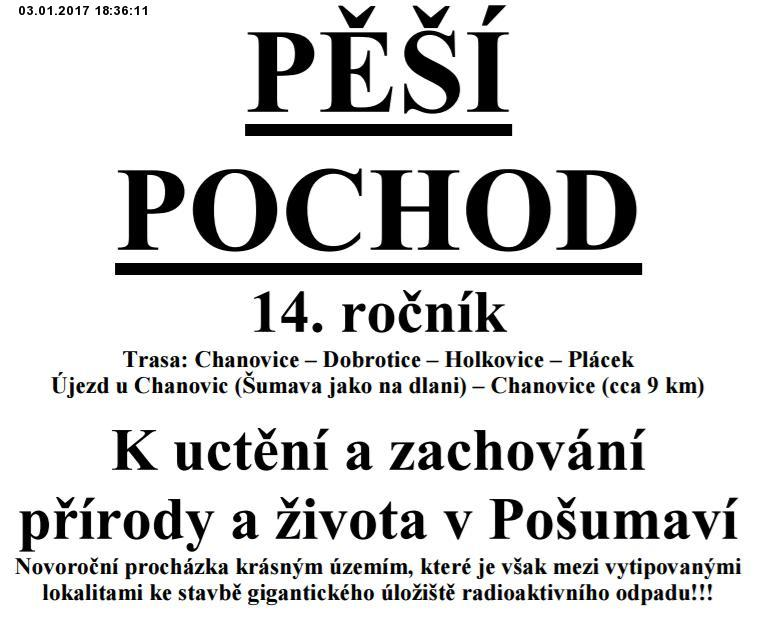 03.01.2017 18:36:11
PĚŠÍ
POCHOD
14. ročník
Trasa: Chanovice – Dobrotice – Holkovice – Plácek
Újezd u Chanovic (Šumava jako na dlani) – Chanovice (cca 9 km)
K uctění a zachování
přírody a života v Pošumaví
Novoroční procházka krásným územím, které je však mezi vytipovanými
lokalitami ke stavbě gigantického úložiště radioaktivního odpadu!!!